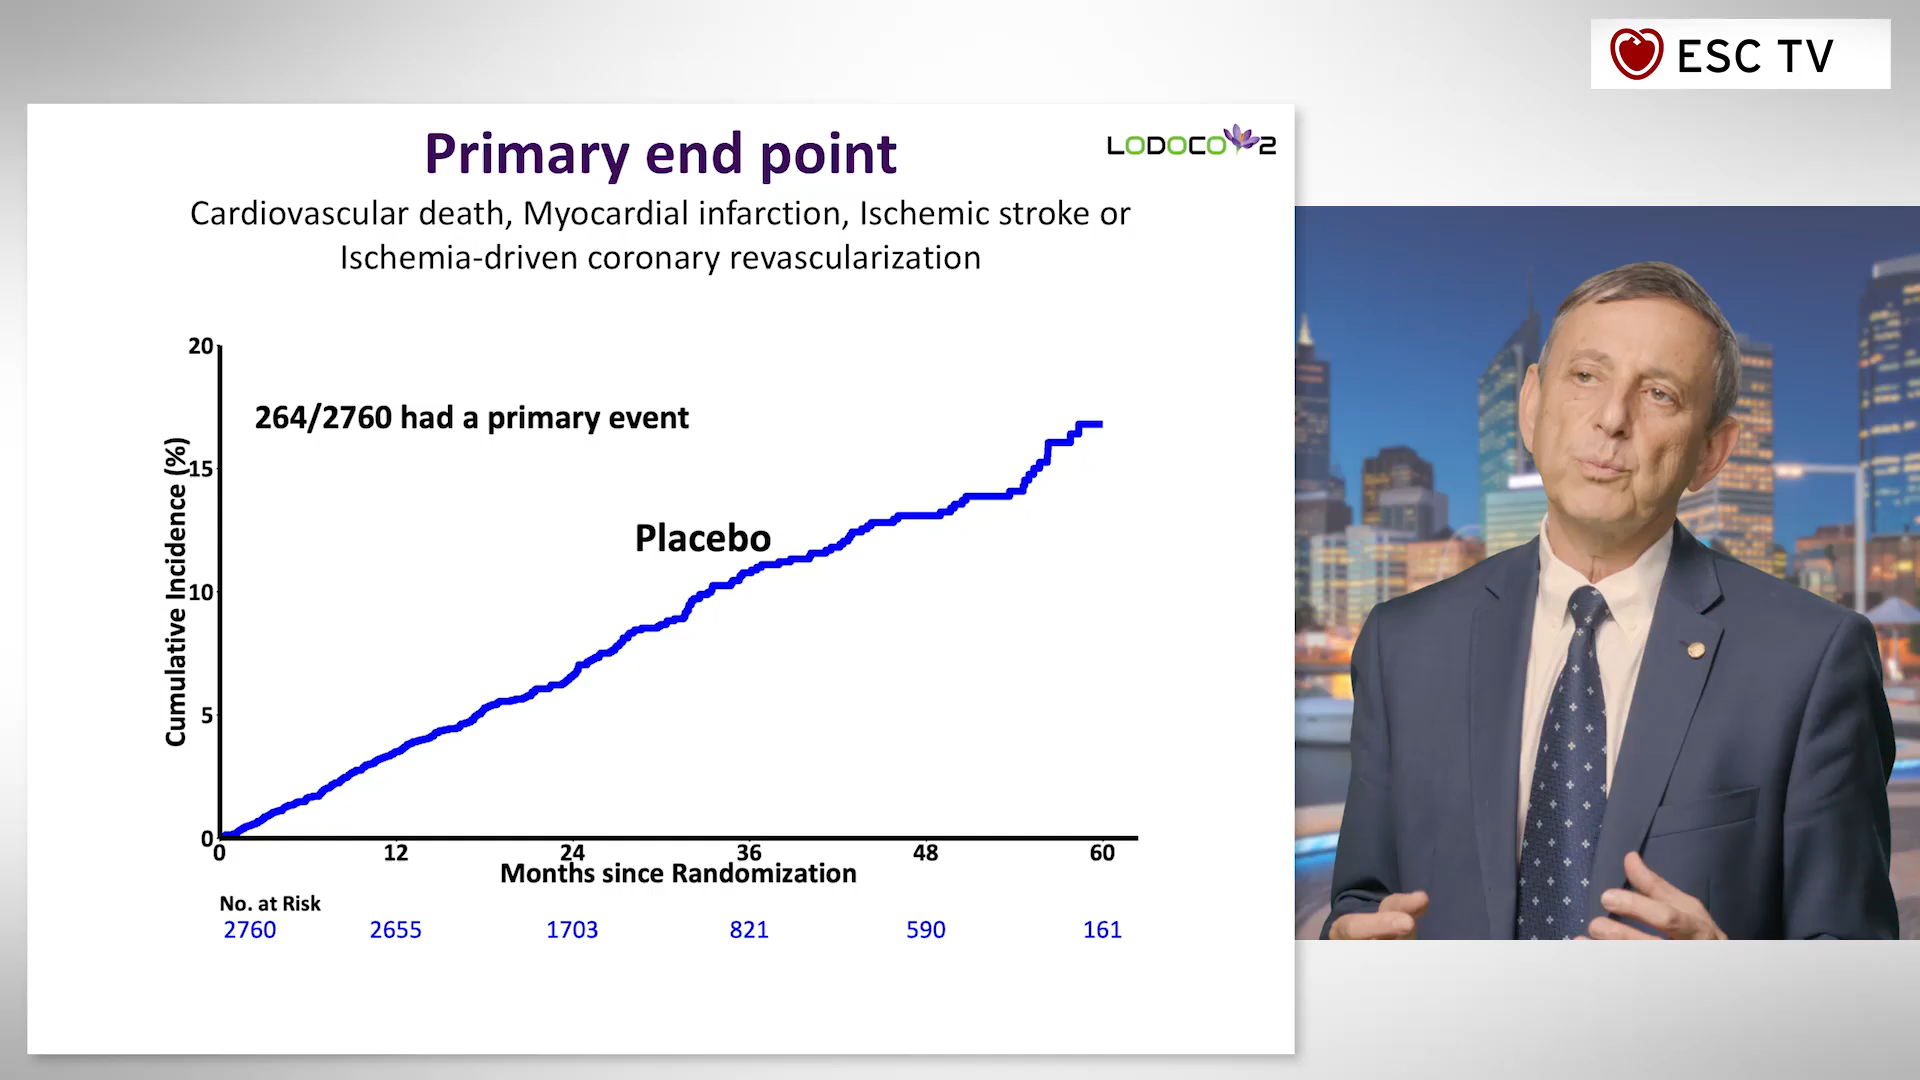 ESC TV
Primary end point
LODOCO 2
Cardiovascular death, Myocardial infarction, Ischemic stroke or
Ischemia-driven coronary revascularization
264/2760 had a primary event
Placebo
Cumulative Incidence (%)
20
15
10
5
0
0 12 24 36 48 60
Months since Randomization
No. at Risk
2760 2655 1703 821 590 161